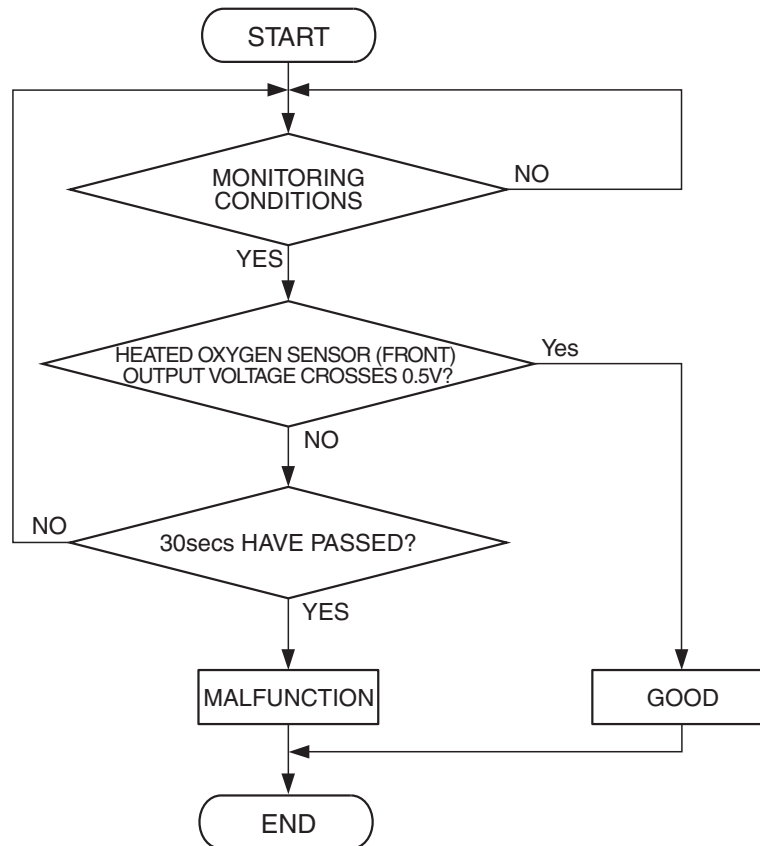 START
MONITORING
CONDITIONS
NO
YES
HEATED OXYGEN SENSOR (FRONT)
OUTPUT VOLTAGE CROSSES 0.5V?
Yes
NO
NO
30secs HAVE PASSED?
YES
MALFUNCTION
GOOD
END